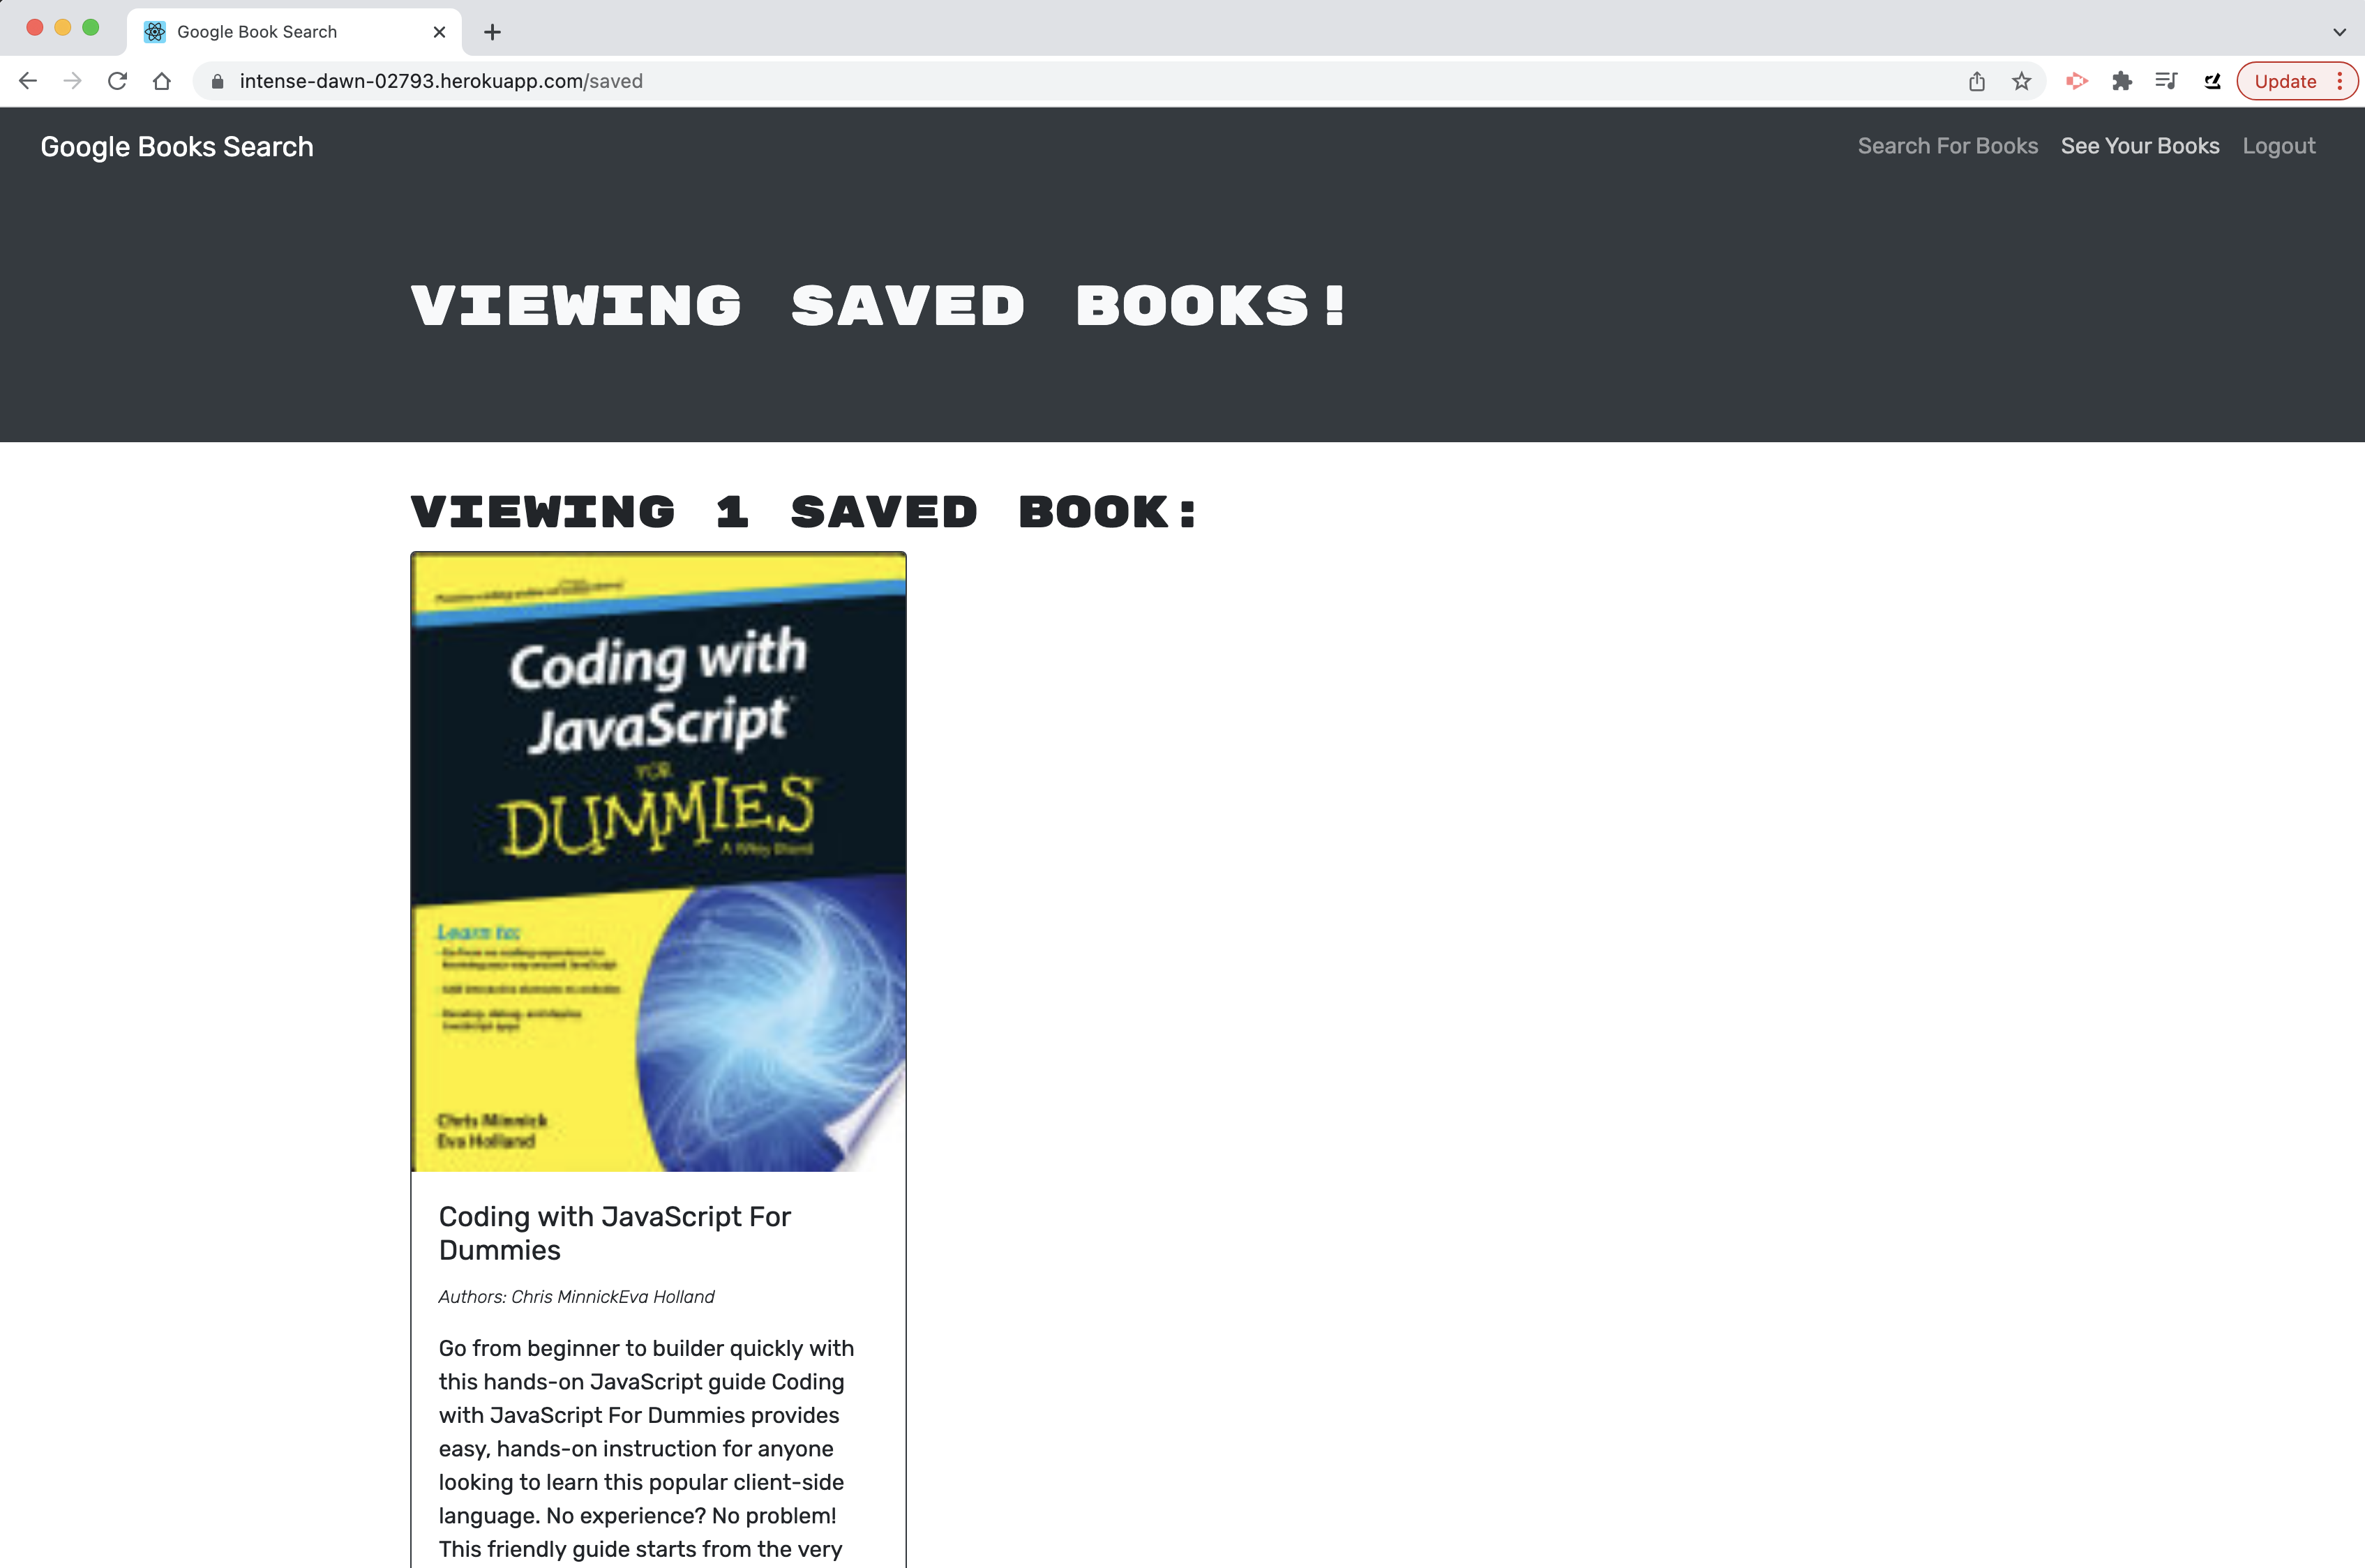 Google Book Search
intense-dawn-02793.herokuapp.com/saved
Update
Google Books Search
Search For Books See Your Books Logout
VIEWING SAVED BOOKS!
VIEWING 1 SAVED BOOK:
Coding with
JavaScript
FOR
DUMMIES
A Wiley Brand
Learn to:
Chris Minnick
Eva Holland
Coding with JavaScript For
Dummies
Authors: Chris MinnickEva Holland
Go from beginner to builder quickly with
this hands-on JavaScript guide Coding
with JavaScript For Dummies provides
easy, hands-on instruction for anyone
looking to learn this popular client-side
language. No experience? No problem!
This friendly guide starts from the very